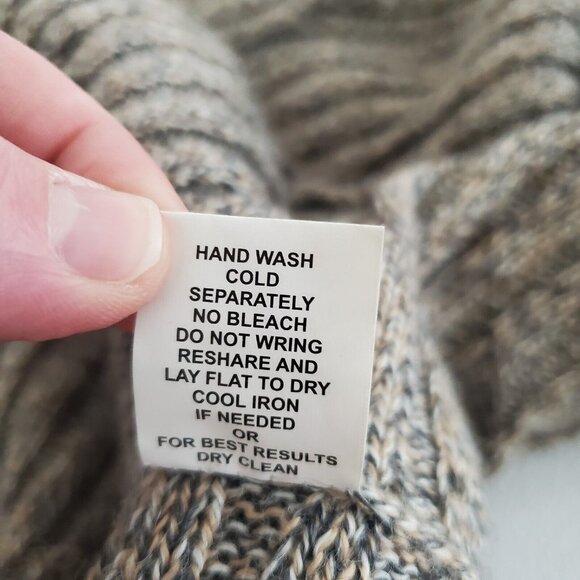 HAND WASH
COLD
SEPARATELY
NO BLEACH
DO NOT WRING
RESHARE AND
LAY FLAT TO DRY
COOL IRON
IF NEEDED
OR
FOR BEST RESULTS
DRY CLEAN